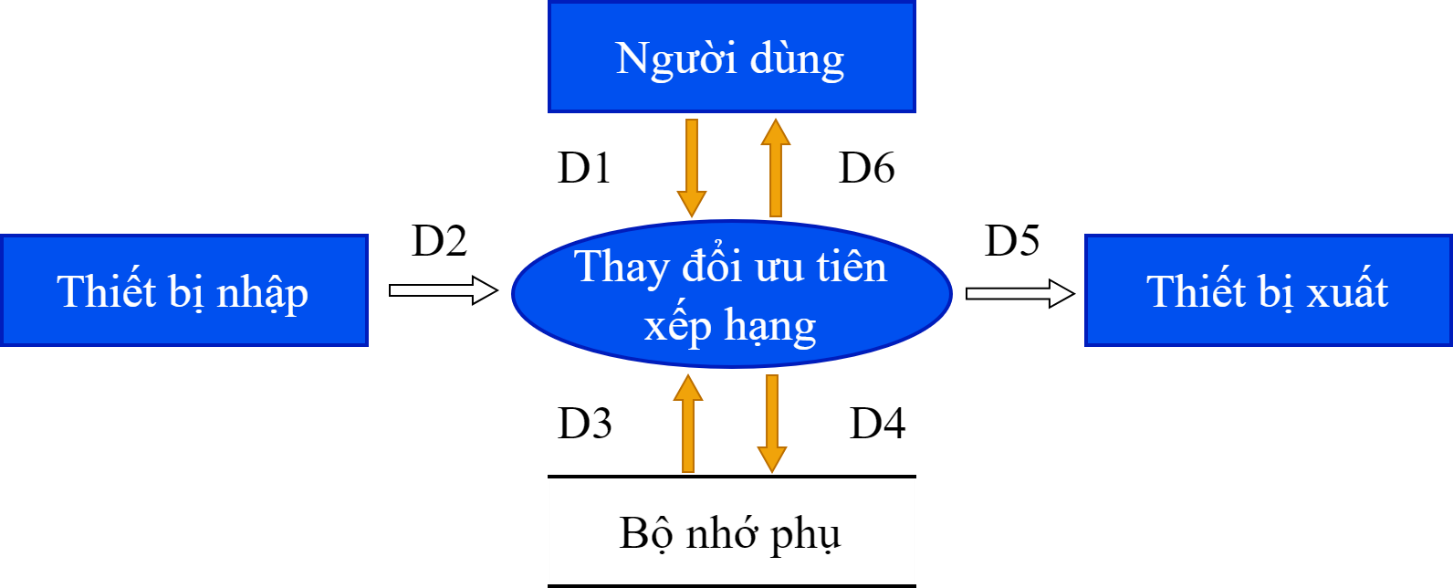 Người dùng
D1
D6
D2
D5
Thiết bị nhập
Thay đổi ưu tiên
xếp hạng
Thiết bị xuất
D3
D4
Bộ nhớ phụ